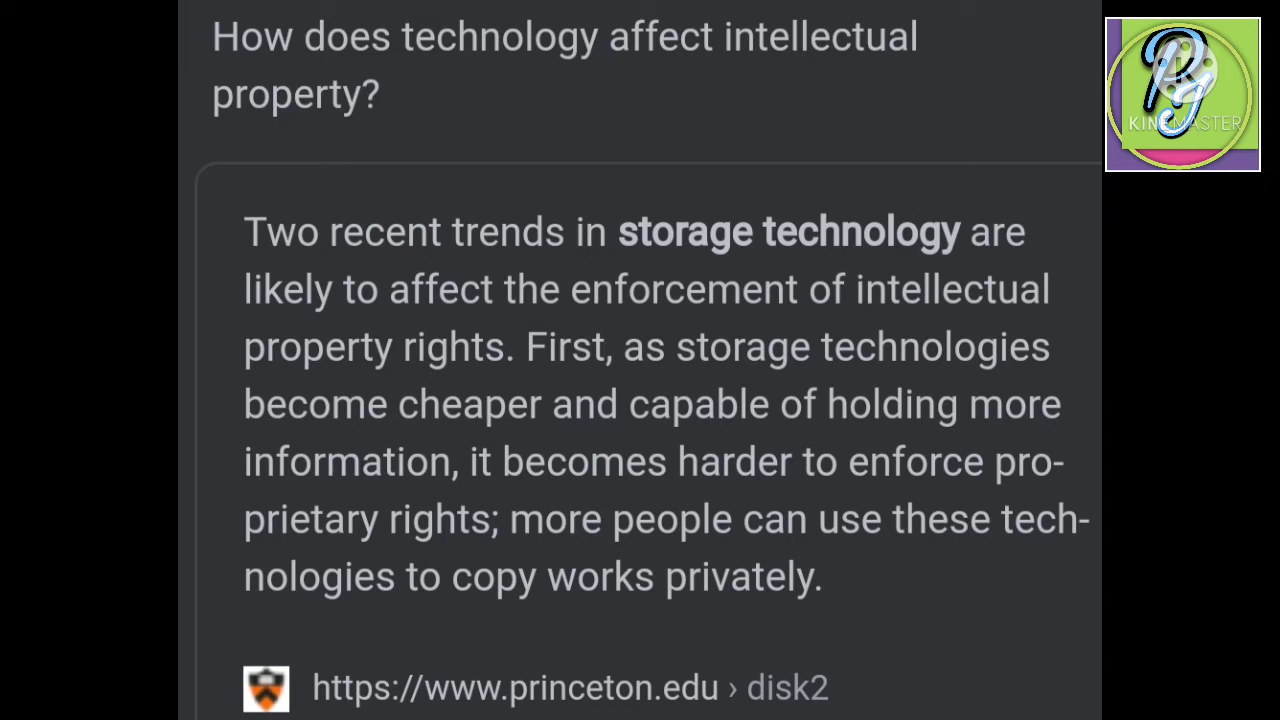 How does technology affect intellectual
property?
Two recent trends in storage technology are
likely to affect the enforcement of intellectual
property rights. First, as storage technologies
become cheaper and capable of holding more
information, it becomes harder to enforce pro-
prietary rights; more people can use these tech-
nologies to copy works privately.
https://www.princeton.edu › disk2
KINEMASTER